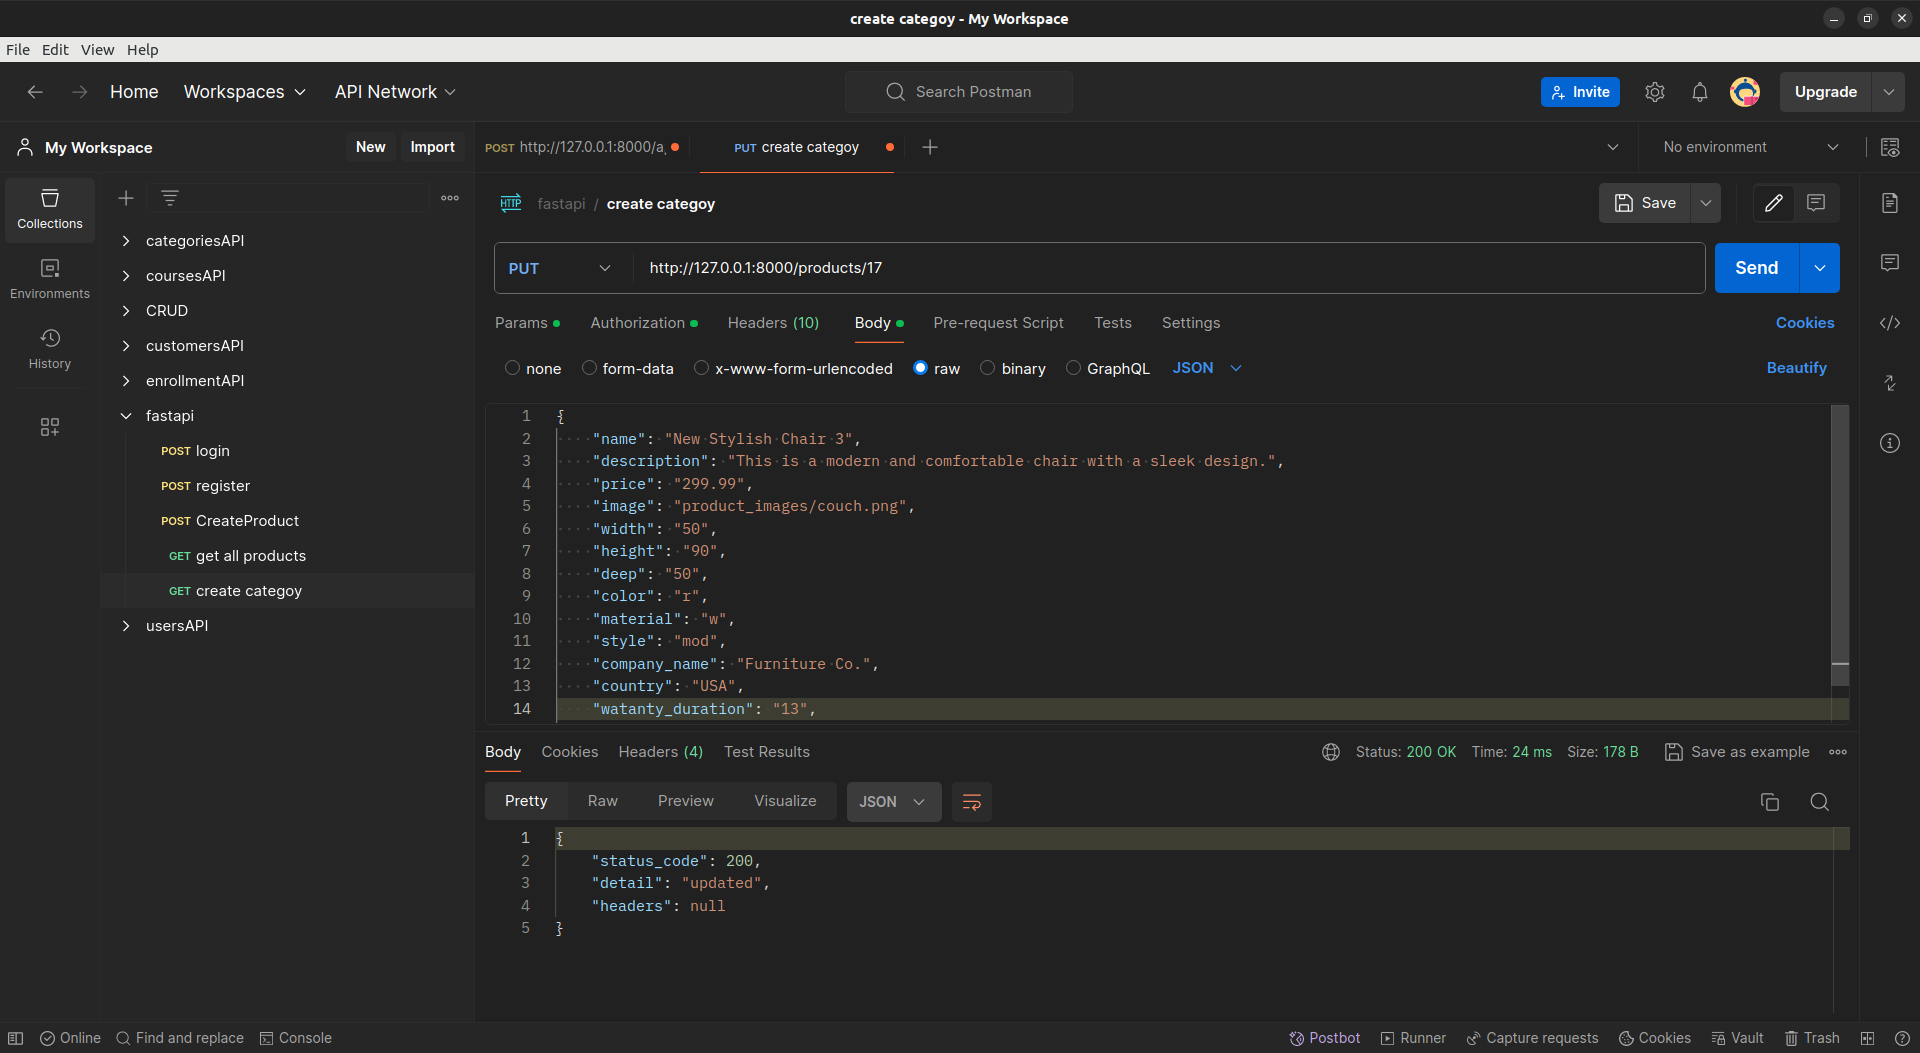 create categoy - My Workspace
File Edit View Help
Home Workspaces API Network Search Postman Invite Upgrade
My Workspace New Import
POST http://127.0.0.1:8000/a PUT create categoy No environment
Collections
Environments
History
categoriesAPI
coursesAPI
CRUD
customersAPI
enrollmentAPI
fastapi
POST login
POST register
POST CreateProduct
GET get all products
GET create categoy
usersAPI
HTTP fastapi / create categoy Save
PUT http://127.0.0.1:8000/products/17 Send
Params Authorization Headers (10) Body Pre-request Script Tests Settings Cookies
none form-data x-www-form-urlencoded raw binary GraphQL JSON Beautify
1 {
2 "name": "New Stylish Chair 3",
3 "description": "This is a modern and comfortable chair with a sleek design.",
4 "price": "299.99",
5 "image": "product_images/couch.png",
6 "width": "50",
7 "height": "90",
8 "deep": "50",
9 "color": "r",
10 "material": "w",
11 "style": "mod",
12 "company_name": "Furniture Co.",
13 "country": "USA",
14 "watanty_duration": "13",
Body Cookies Headers (4) Test Results Status: 200 OK Time: 24 ms Size: 178 B Save as example
Pretty Raw Preview Visualize JSON
1 {
2 "status_code": 200,
3 "detail": "updated",
4 "headers": null
5 }
Online Find and replace Console Postbot Runner Capture requests Cookies Vault Trash